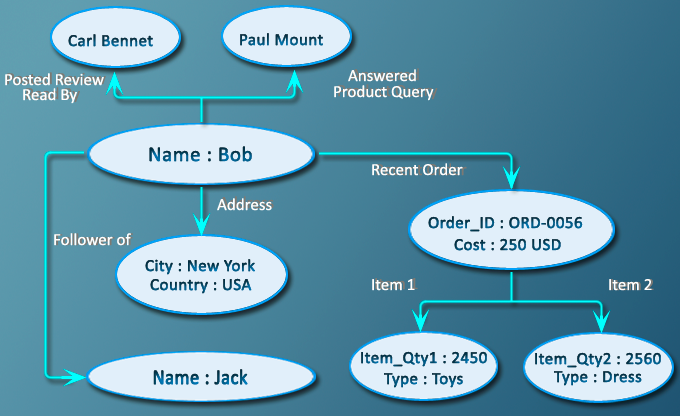 Carl Bennet
Paul Mount
Posted Review
Read By
Answered
Product Query
Name : Bob
Recent Order
Address
Follower of
Order_ID : ORD-0056
Cost : 250 USD
City : New York
Country : USA
Item 1
Item 2
Name : Jack
Item_Qty1 : 2450
Type : Toys
Item_Qty2 : 2560
Type : Dress